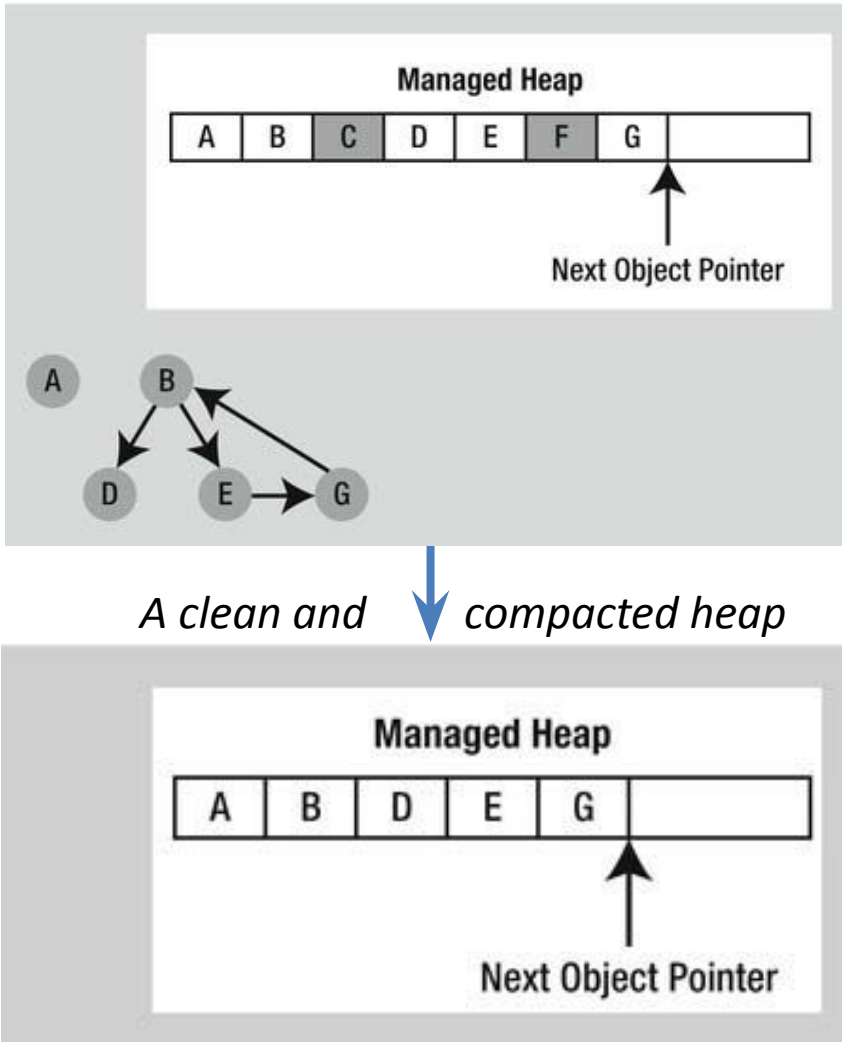 Managed Heap
A B C D E F G
Next Object Pointer
A B
D E G
A clean and compacted heap
Managed Heap
A B D E G
Next Object Pointer